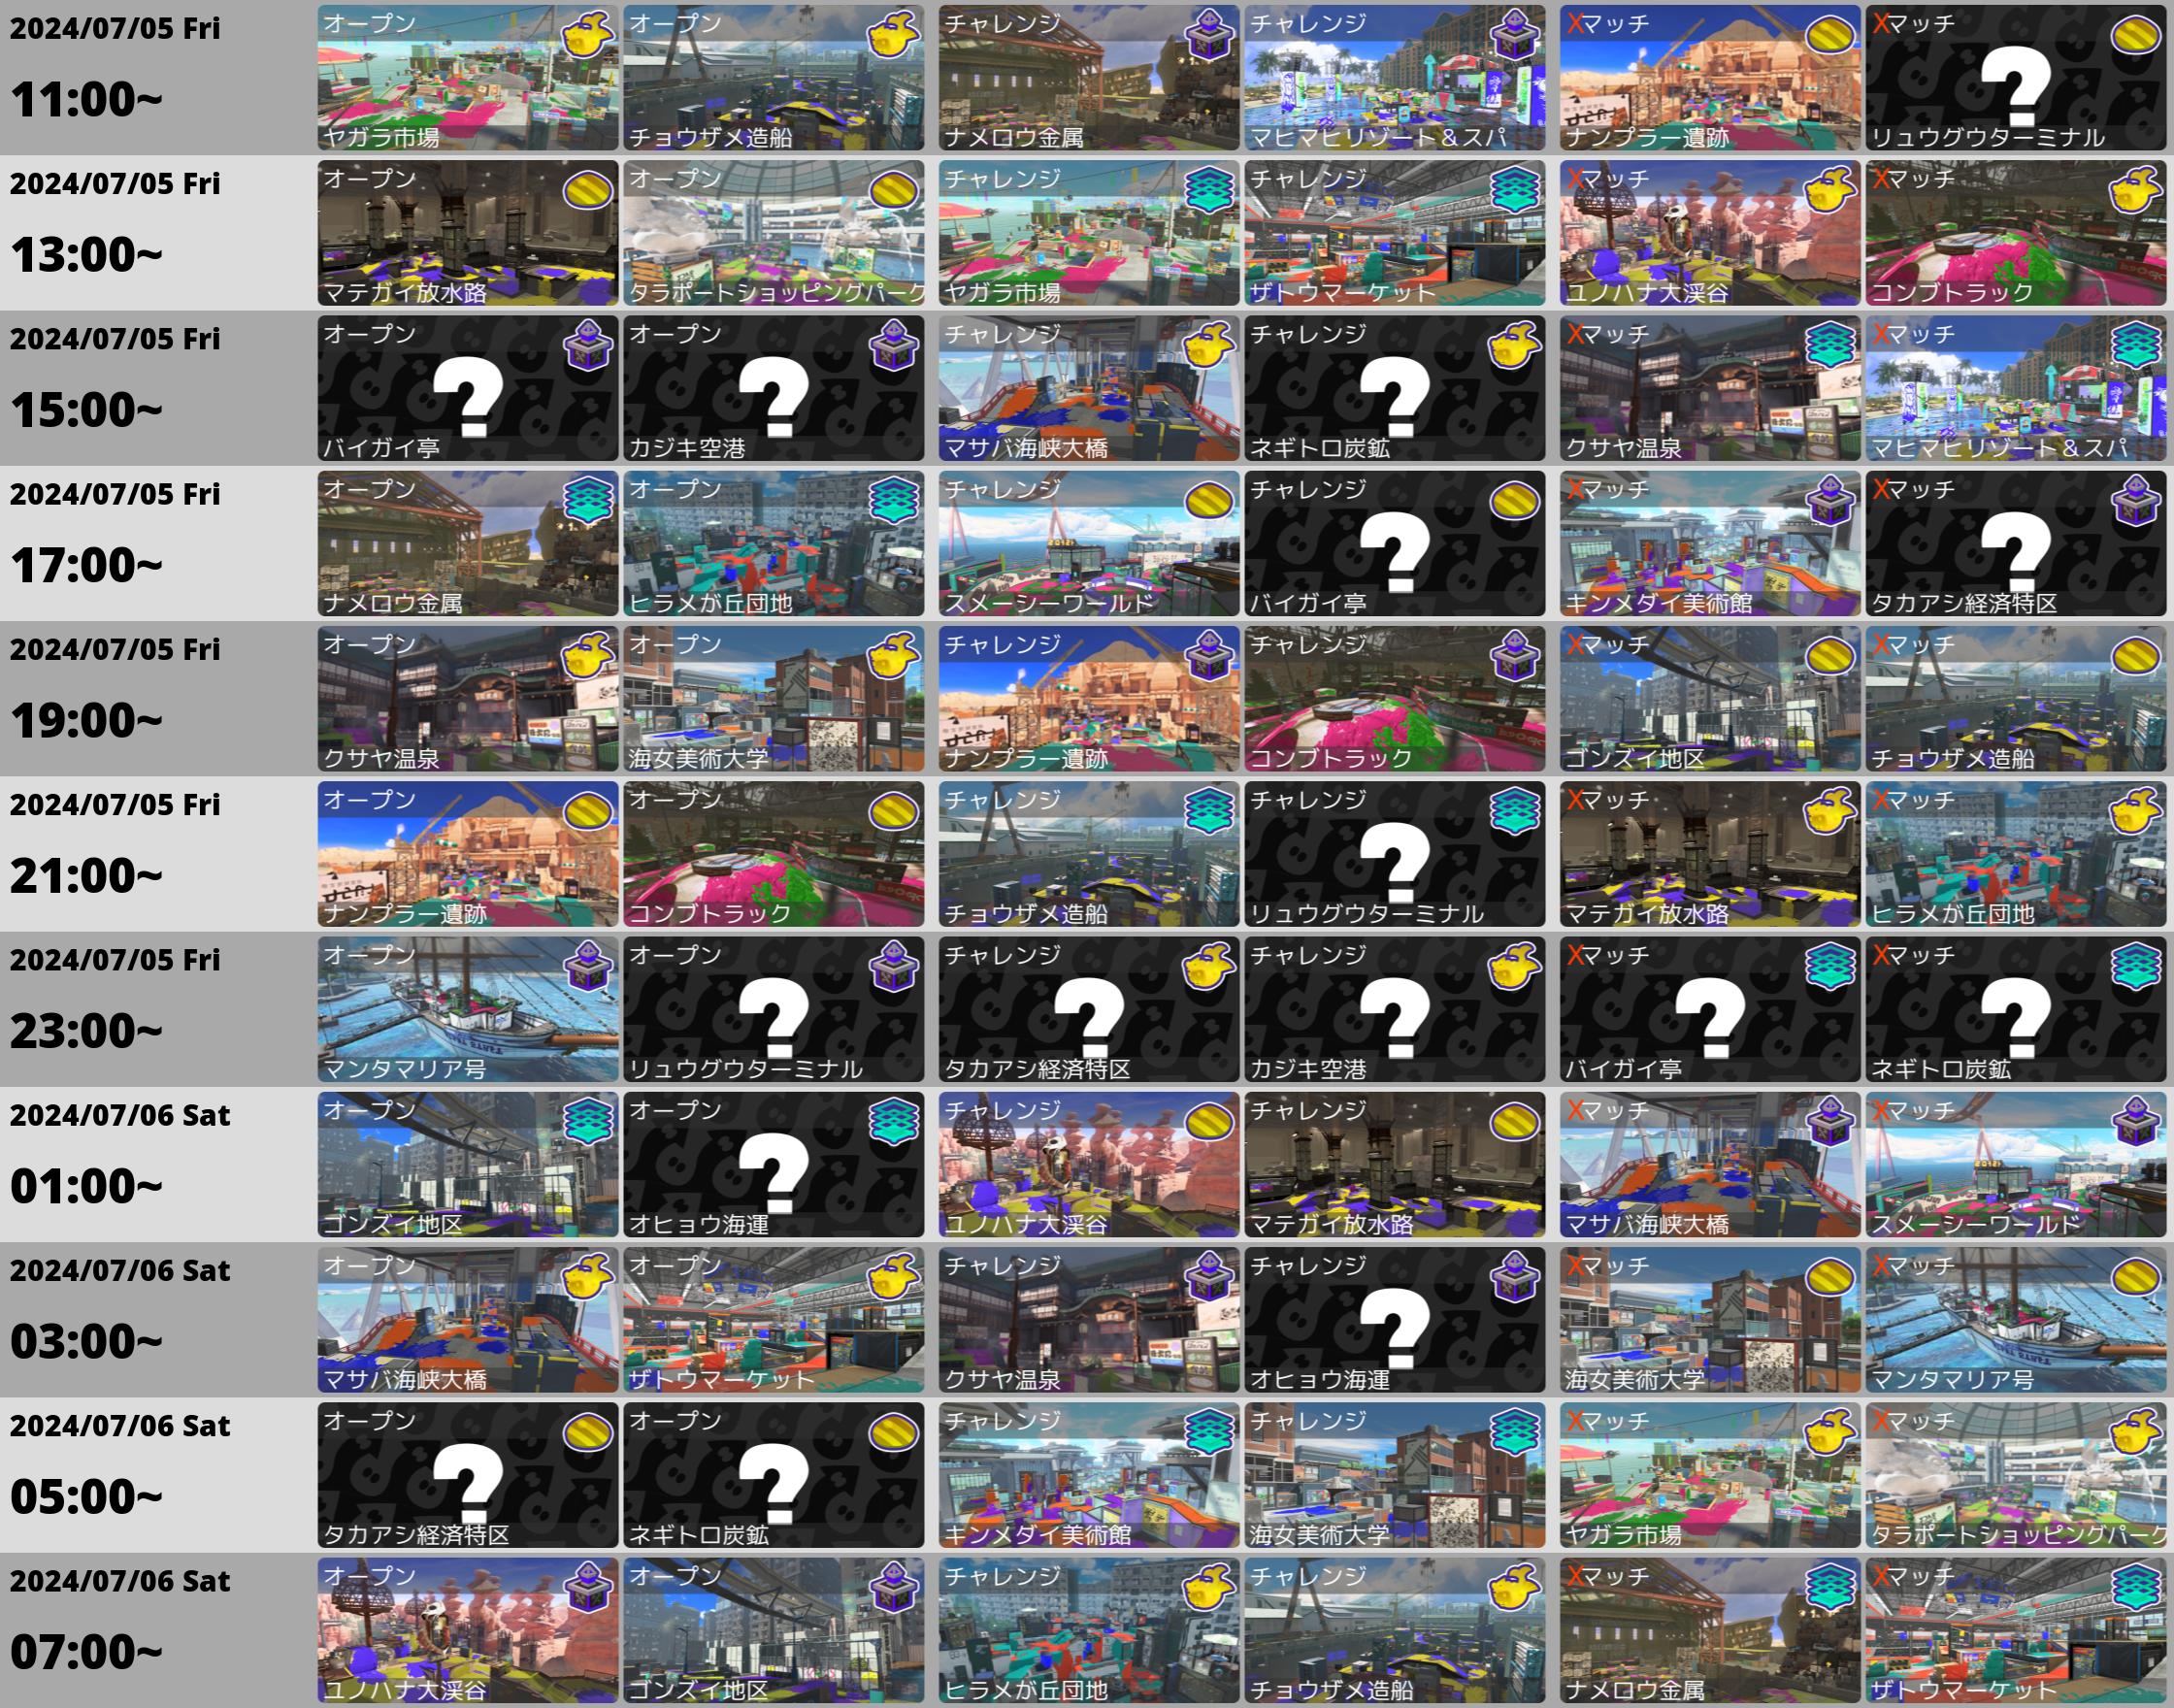 2024/07/05 Fri
11:00~
オープン オープン チャレンジ チャレンジ Xマッチ Xマッチ
ヤガラ市場 チョウザメ造船 ナメロウ金属 マヒマヒリゾート＆スパ ナンプラー遺跡 リュウグウターミナル
2024/07/05 Fri
13:00~
オープン オープン チャレンジ チャレンジ Xマッチ Xマッチ
マテガイ放水路 タラポートショッピングパーク ヤガラ市場 ザトウマーケット ユノハナ大渓谷 コンブトラック
2024/07/05 Fri
15:00~
オープン オープン チャレンジ チャレンジ Xマッチ Xマッチ
バイガイ亭 カジキ空港 マサバ海峡大橋 ネギトロ炭鉱 クサヤ温泉 マヒマヒリゾート＆スパ
2024/07/05 Fri
17:00~
オープン オープン チャレンジ チャレンジ Xマッチ Xマッチ
ナメロウ金属 ヒラメが丘団地 スメーシーワールド バイガイ亭 キンメダイ美術館 タカアシ経済特区
2024/07/05 Fri
19:00~
オープン オープン チャレンジ チャレンジ Xマッチ Xマッチ
クサヤ温泉 海女美術大学 ナンプラー遺跡 コンブトラック ゴンズイ地区 チョウザメ造船
2024/07/05 Fri
21:00~
オープン オープン チャレンジ チャレンジ Xマッチ Xマッチ
ナンプラー遺跡 コンブトラック チョウザメ造船 リュウグウターミナル マテガイ放水路 ヒラメが丘団地
2024/07/05 Fri
23:00~
オープン オープン チャレンジ チャレンジ Xマッチ Xマッチ
マンタマリア号 リュウグウターミナル タカアシ経済特区 カジキ空港 バイガイ亭 ネギトロ炭鉱
2024/07/06 Sat
01:00~
オープン オープン チャレンジ チャレンジ Xマッチ Xマッチ
ゴンズイ地区 オヒョウ海運 ユノハナ大渓谷 マテガイ放水路 マサバ海峡大橋 スメーシーワールド
2024/07/06 Sat
03:00~
オープン オープン チャレンジ チャレンジ Xマッチ Xマッチ
マサバ海峡大橋 ザトウマーケット クサヤ温泉 オヒョウ海運 海女美術大学 マンタマリア号
2024/07/06 Sat
05:00~
オープン オープン チャレンジ チャレンジ Xマッチ Xマッチ
タカアシ経済特区 ネギトロ炭鉱 キンメダイ美術館 海女美術大学 ヤガラ市場 タラポートショッピングパーク
2024/07/06 Sat
07:00~
オープン オープン チャレンジ チャレンジ Xマッチ Xマッチ
ユノハナ大渓谷 ゴンズイ地区 ヒラメが丘団地 チョウザメ造船 ナメロウ金属 ザトウマーケット